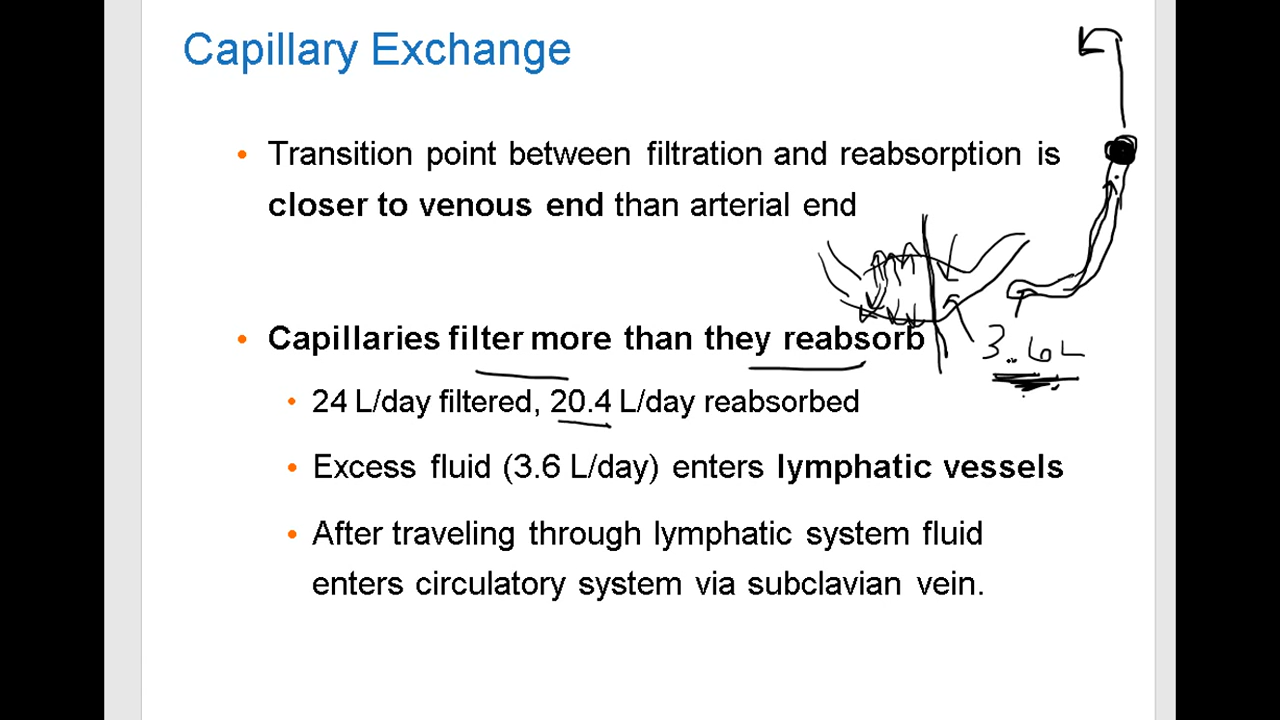 Capillary Exchange
• Transition point between filtration and reabsorption is
closer to venous end than arterial end
• Capillaries filter more than they reabsorb
3.6L
• 24 L/day filtered, 20.4 L/day reabsorbed
• Excess fluid (3.6 L/day) enters lymphatic vessels
• After traveling through lymphatic system fluid
enters circulatory system via subclavian vein.